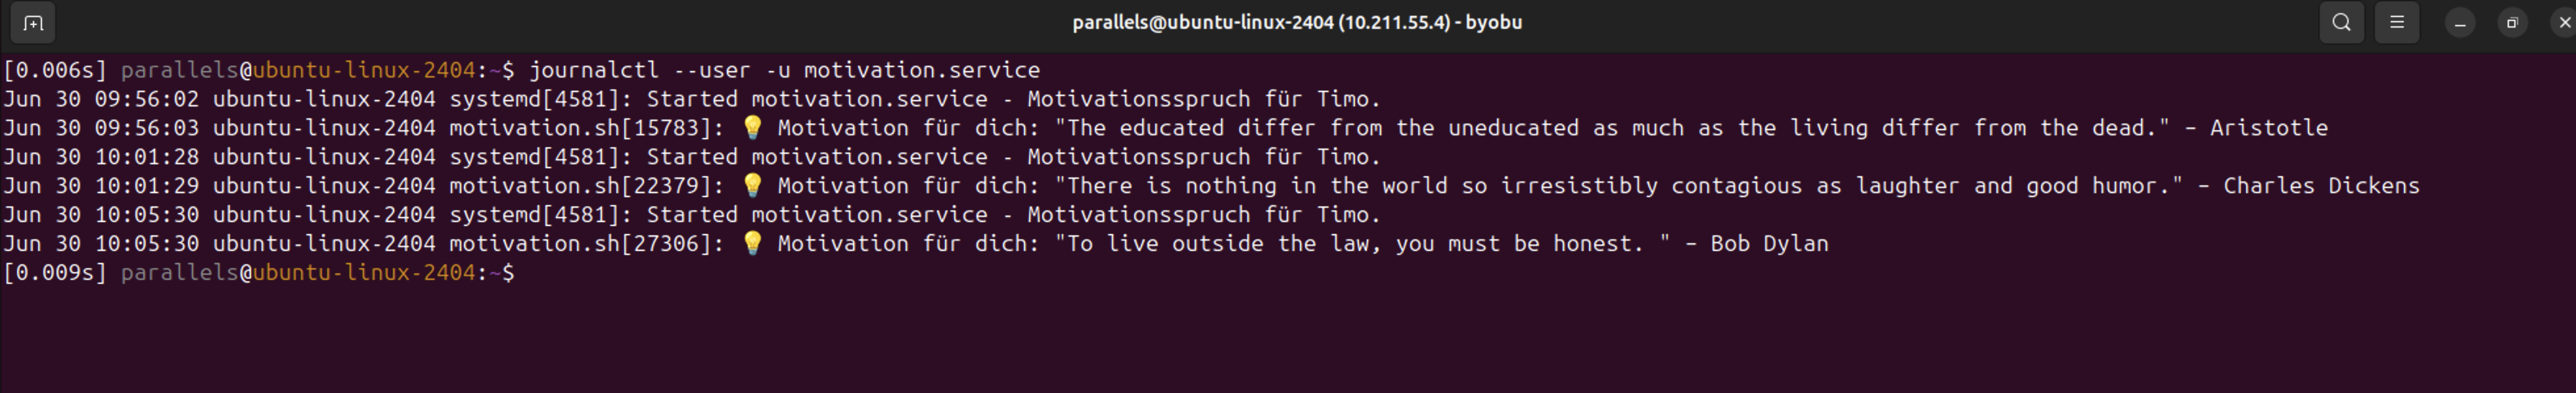 parallels@ubuntu-linux-2404 (10.211.55.4) - byobu
[0.006s] parallels@ubuntu-linux-2404:~$ journalctl --user -u motivation.service
Jun 30 09:56:02 ubuntu-linux-2404 systemd[4581]: Started motivation.service - Motivationsspruch für Timo.
Jun 30 09:56:03 ubuntu-linux-2404 motivation.sh[15783]: 💡 Motivation für dich: "The educated differ from the uneducated as much as the living differ from the dead." – Aristotle
Jun 30 10:01:28 ubuntu-linux-2404 systemd[4581]: Started motivation.service - Motivationsspruch für Timo.
Jun 30 10:01:29 ubuntu-linux-2404 motivation.sh[22379]: 💡 Motivation für dich: "There is nothing in the world so irresistibly contagious as laughter and good humor." – Charles Dickens
Jun 30 10:05:30 ubuntu-linux-2404 systemd[4581]: Started motivation.service - Motivationsspruch für Timo.
Jun 30 10:05:30 ubuntu-linux-2404 motivation.sh[27306]: 💡 Motivation für dich: "To live outside the law, you must be honest. " – Bob Dylan
[0.009s] parallels@ubuntu-linux-2404:~$